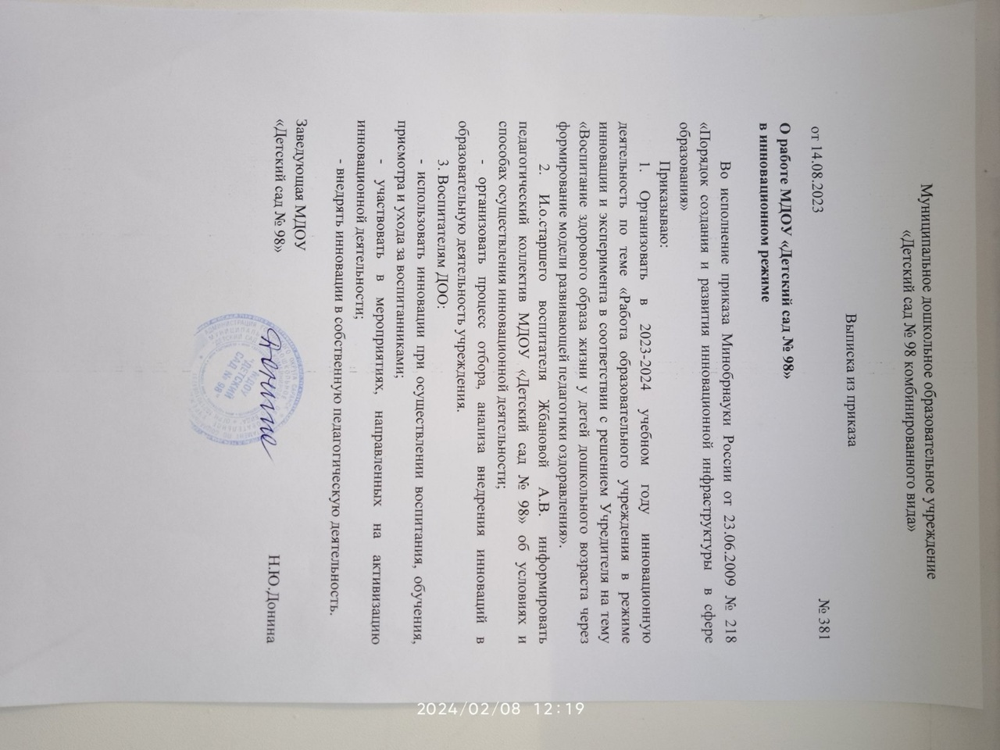 Муниципальное дошкольное образовательное учреждение
«Детский сад № 98 комбинированного вида»
Выписка из приказа
от 14.08.2023 № 381
О работе МДОУ «Детский сад № 98»
в инновационном режиме
Во исполнение приказа Минобрнауки России от 23.06.2009 № 218
«Порядок создания и развития инновационной инфраструктуры в сфере
образования»
Приказываю:
1. Организовать в 2023-2024 учебном году инновационную
деятельность по теме «Работа образовательного учреждения в режиме
инновации и эксперимента в соответствии с решением Учредителя на тему
«Воспитание здорового образа жизни у детей дошкольного возраста через
формирование модели развивающей педагогики оздоравления».
2. И.о.старшего воспитателя Жбановой А.В. информировать
педагогический коллектив МДОУ «Детский сад № 98» об условиях и
способах осуществления инновационной деятельности;
- организовать процесс отбора, анализа внедрения инноваций в
образовательную деятельность учреждения.
3. Воспитателям ДОО:
- использовать инновации при осуществлении воспитания, обучения,
присмотра и ухода за воспитанниками;
- участвовать в мероприятиях, направленных на активизацию
инновационной деятельности;
- внедрять инновации в собственную педагогическую деятельность.
Заведующая МДОУ
«Детский сад № 98» Н.Ю.Донина
МДОУ
"ДЕТСКИЙ
САД № 98"
2024/02/08 12:19